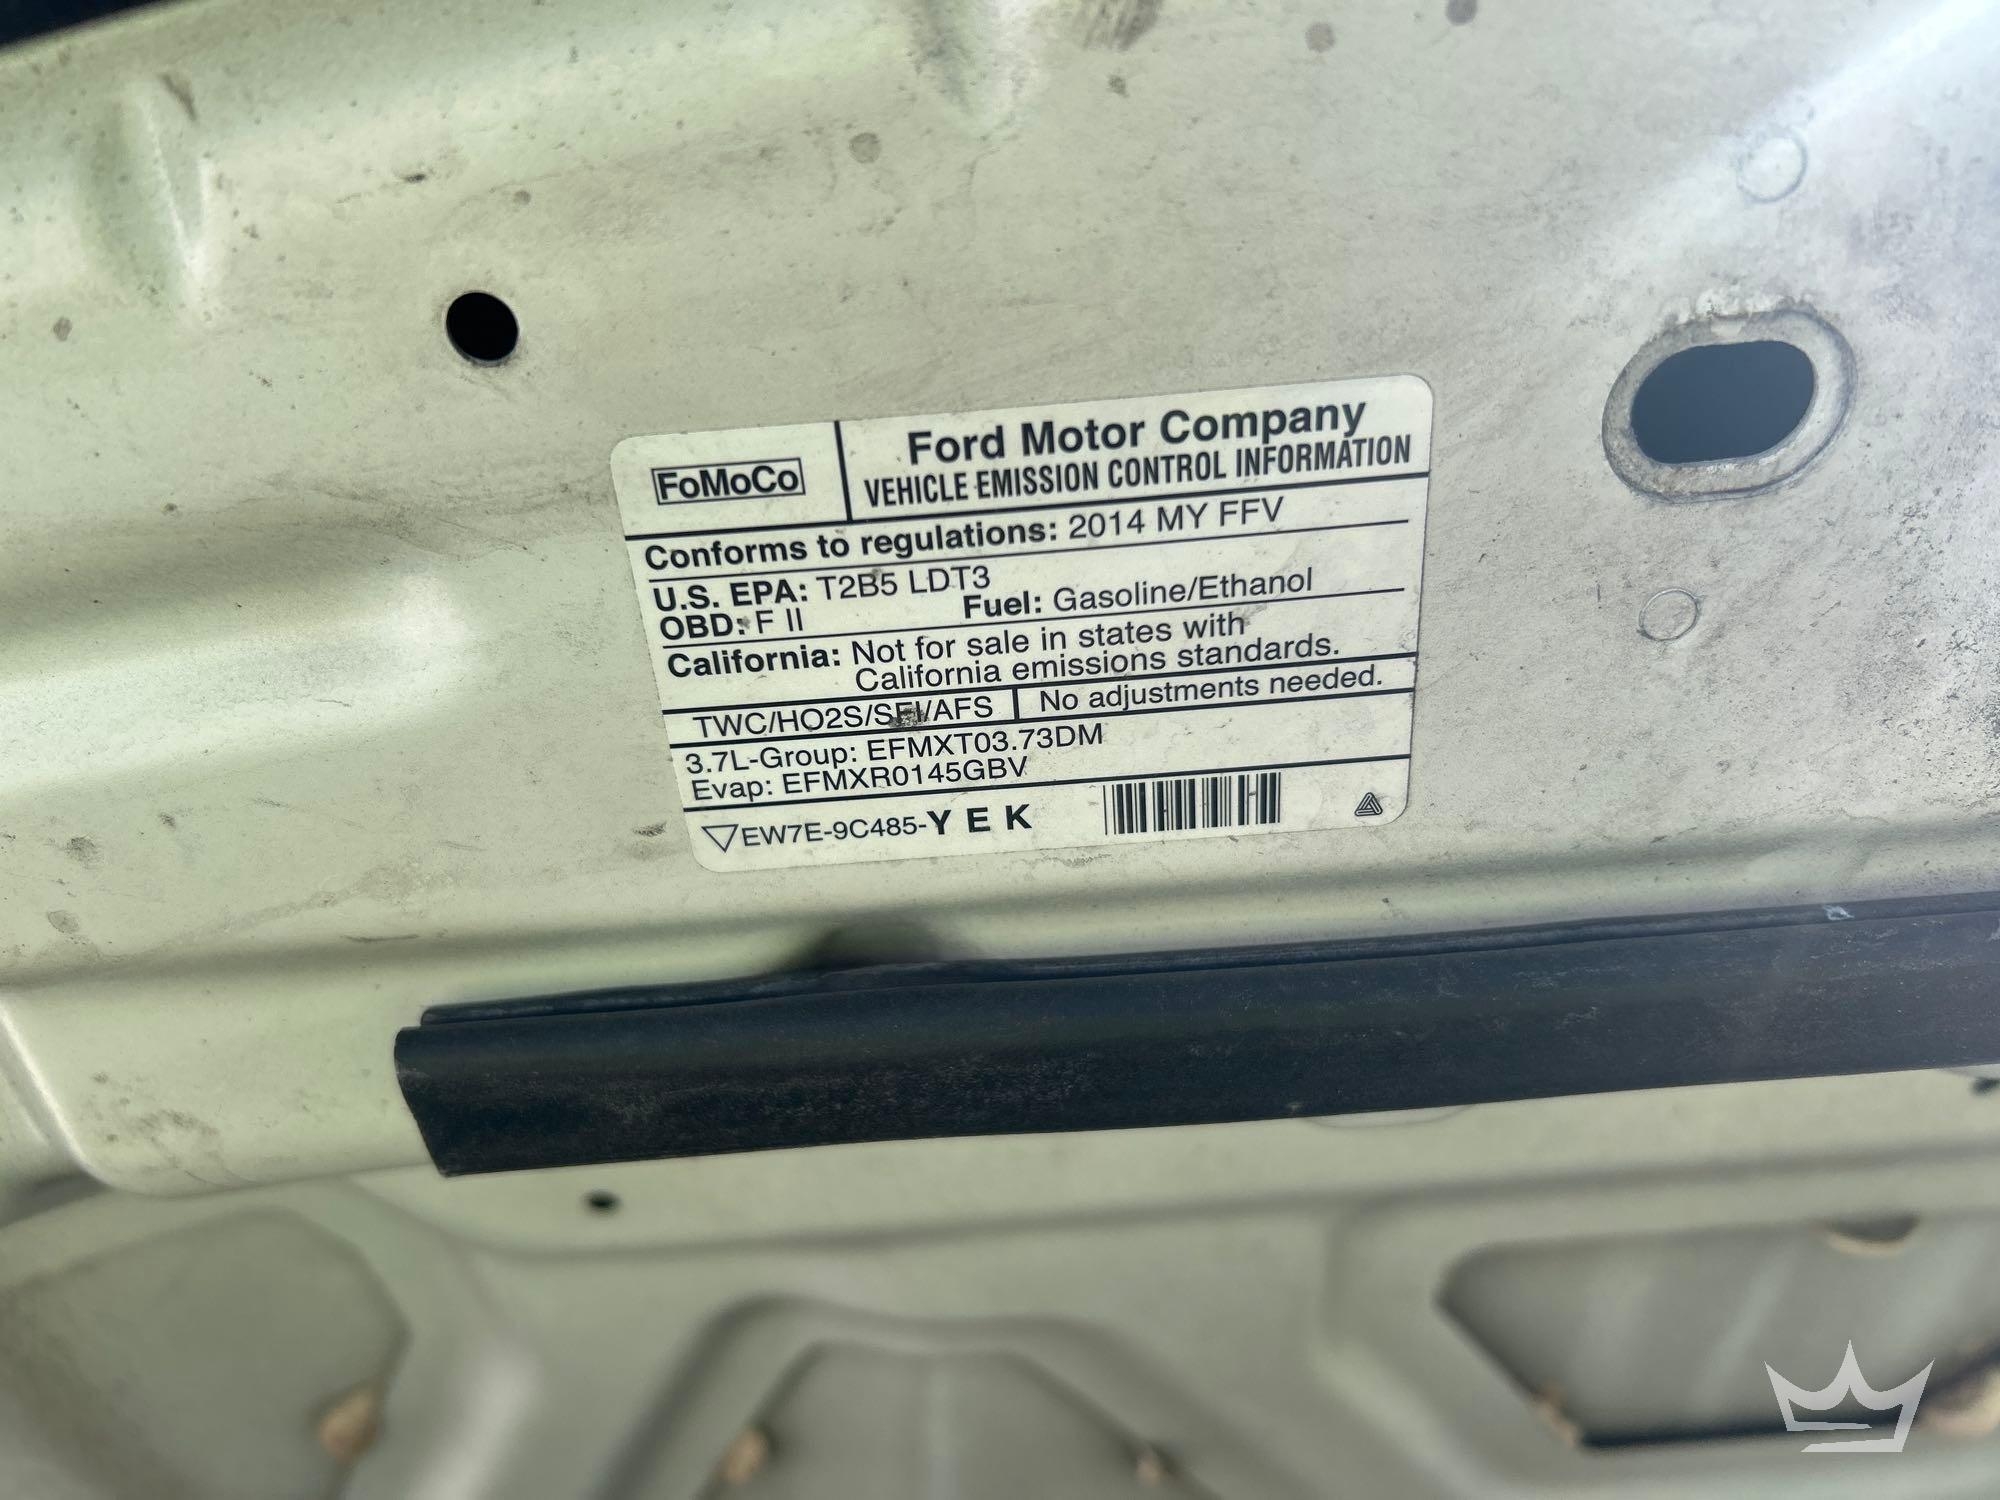 FoMoCo
Ford Motor Company
VEHICLE EMISSION CONTROL INFORMATION
Conforms to regulations: 2014 MY FFV
U.S. EPA: T2B5 LDT3
OBD: F II Fuel: Gasoline/Ethanol
California: Not for sale in states with
California emissions standards.
TWC/HO2S/SFI/AFS No adjustments needed.
3.7L-Group: EFMXT03.73DM
Evap: EFMXR0145GBV
EW7E-9C485-Y E K